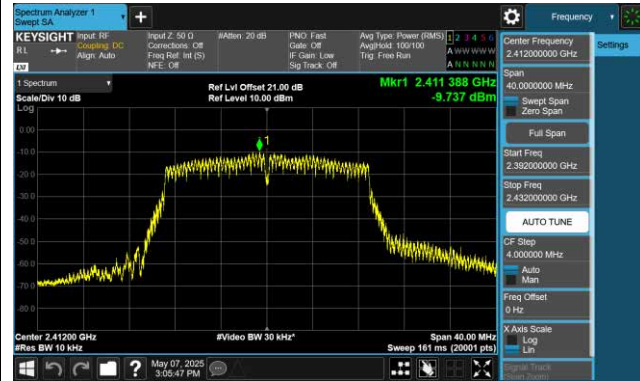 Spectrum Analyzer 1
Swept SA
+
Frequency
KEYSIGHT
RL
Input: RF
Coupling: DC
Align: Auto
Input Z: 50 Ω
Corrections: Off
Freq Ref: Int (S)
NFE: Off
#Atten: 20 dB
PNO: Fast
Gate: Off
IF Gain: Low
Sig Track: Off
Avg Type: Power (RMS)
Avg|Hold: 100/100
Trig: Free Run
1 2 3 4 5 6
A W W W W W
A N N N N N
LXI
1 Spectrum
Scale/Div 10 dB
Log
Ref Lvl Offset 21.00 dB
Ref Level 10.00 dBm
Mkr1 2.411 388 GHz
-9.737 dBm
1
0.00
-10.0
-20.0
-30.0
-40.0
-50.0
-60.0
-70.0
-80.0
Center 2.41200 GHz
#Res BW 10 kHz
#Video BW 30 kHz*
Span 40.00 MHz
Sweep 161 ms (20001 pts)
Center Frequency
2.412000000 GHz
Span
40.0000000 MHz
Swept Span
Zero Span
Full Span
Start Freq
2.392000000 GHz
Stop Freq
2.432000000 GHz
AUTO TUNE
CF Step
4.000000 MHz
Auto
Man
Freq Offset
0 Hz
X Axis Scale
Log
Lin
Signal Track
(Span Zoom)
Settings
?
May 07, 2025
3:05:47 PM